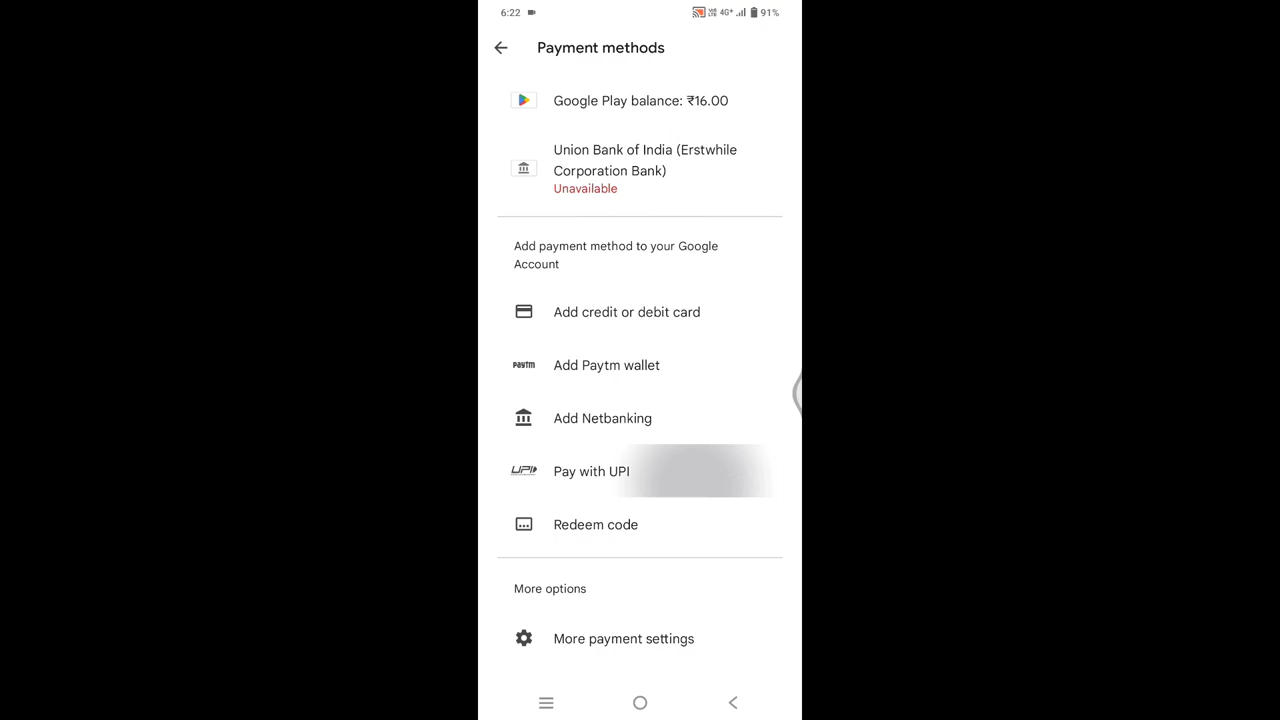 6:22 4G+ 91%
Payment methods
Google Play balance: ₹16.00
Union Bank of India (Erstwhile
Corporation Bank)
Unavailable
Add payment method to your Google
Account
Add credit or debit card
paytm Add Paytm wallet
Add Netbanking
UPI Pay with UPI
Redeem code
More options
More payment settings